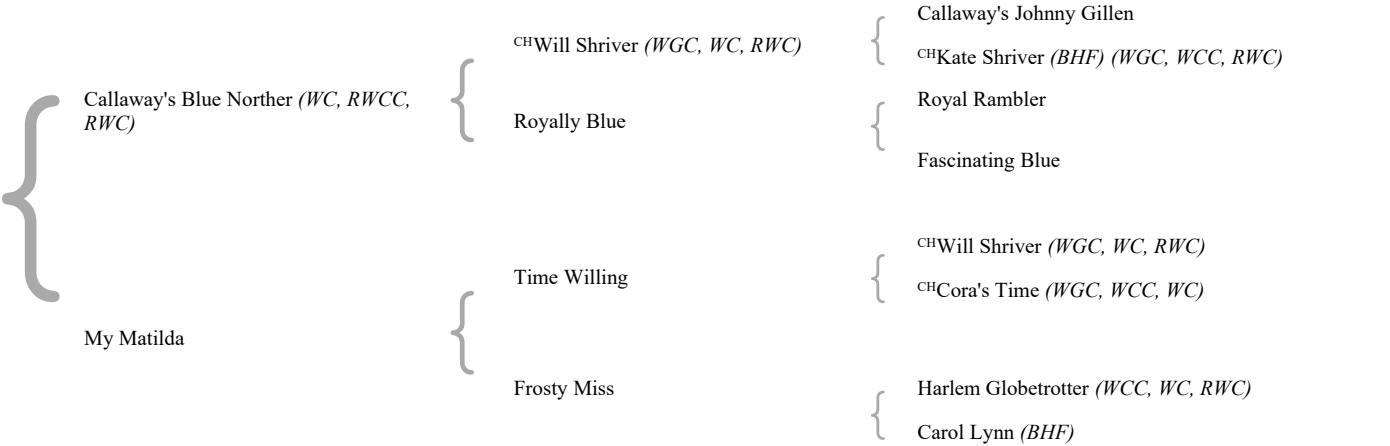 Callaway's Johnny Gillen
CHWill Shriver (WGC, WC, RWC)
CHKate Shriver (BHF) (WGC, WCC, RWC)
Callaway's Blue Norther (WC, RWCC,
RWC)
Royal Rambler
Royally Blue
Fascinating Blue
CHWill Shriver (WGC, WC, RWC)
Time Willing
CHCora's Time (WGC, WCC, WC)
My Matilda
Frosty Miss
Harlem Globetrotter (WCC, WC, RWC)
Carol Lynn (BHF)